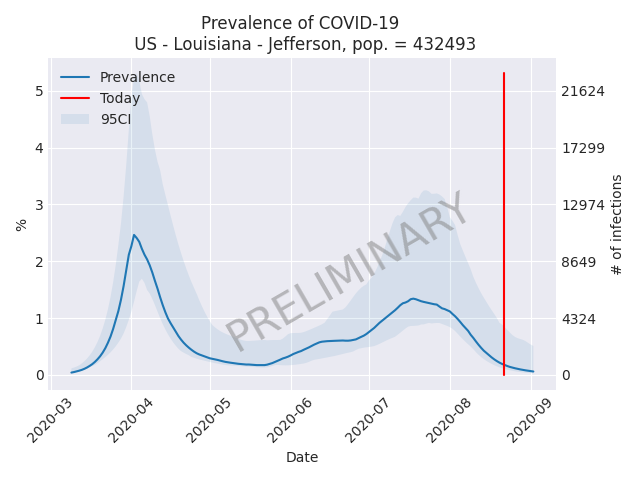 Prevalence of COVID-19
US - Louisiana - Jefferson, pop. = 432493
Prevalence
Today
95CI
5
4
3
2
1
0
%
21624
17299
12974
8649
4324
0
# of infections
PRELIMINARY
2020-03
2020-04
2020-05
2020-06
2020-07
2020-08
2020-09
Date